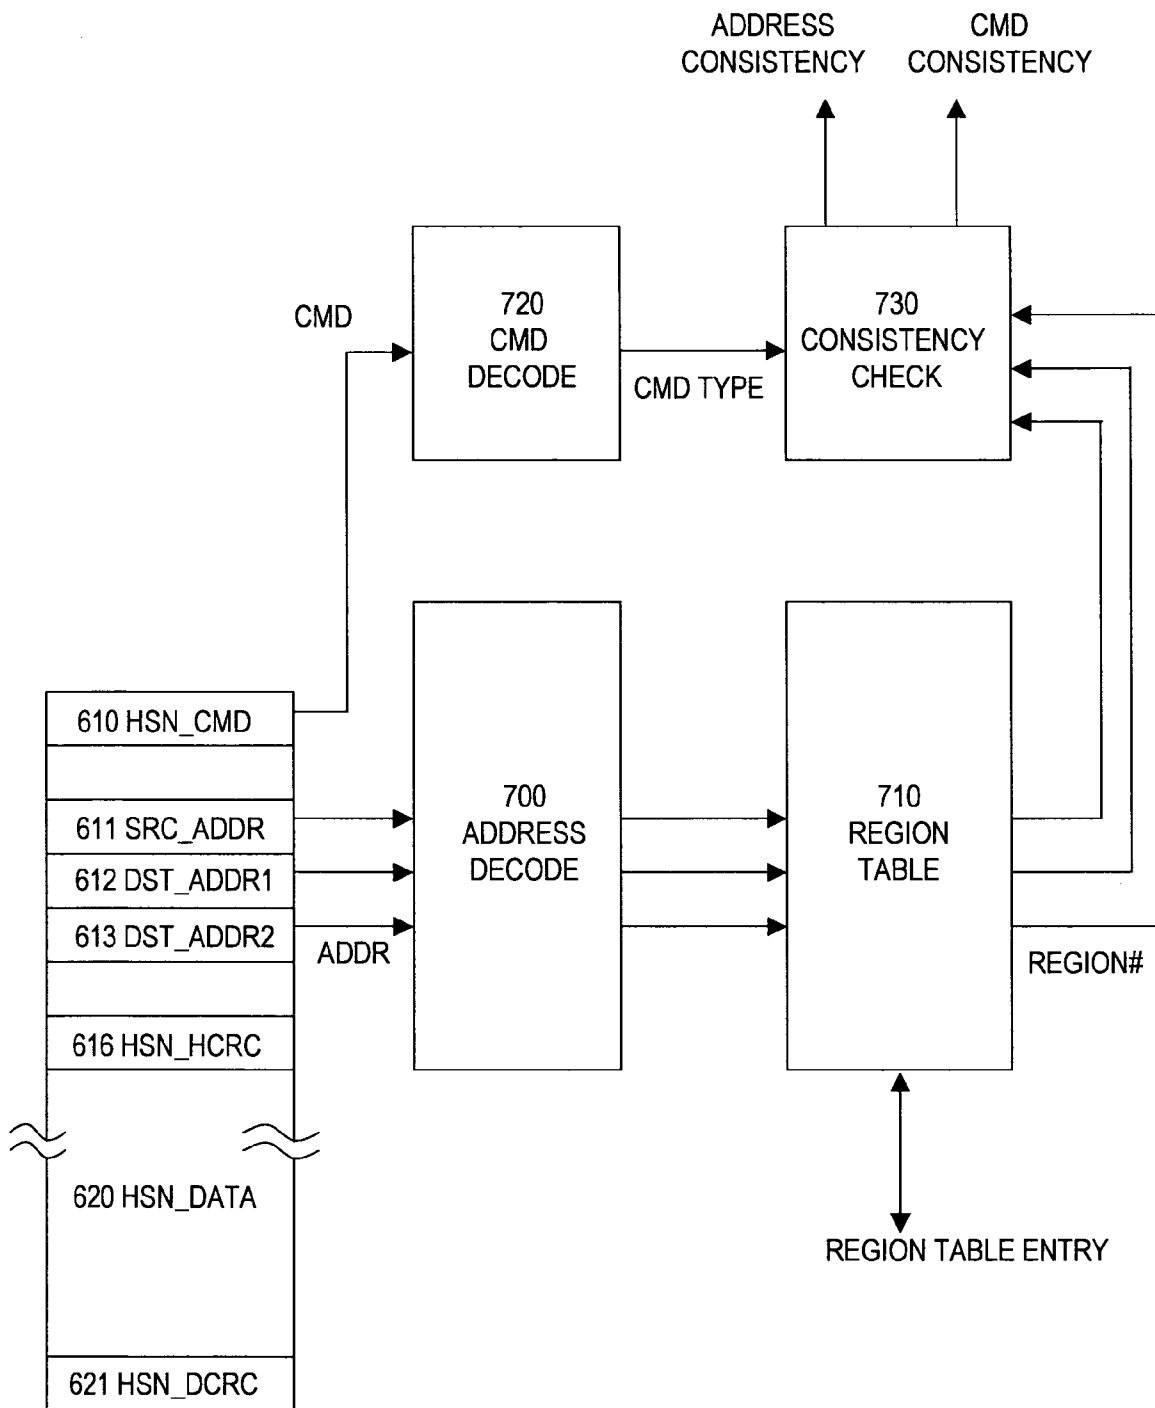 ADDRESS
CONSISTENCY
CMD
CONSISTENCY
720
CMD
DECODE
730
CONSISTENCY
CHECK
CMD
CMD TYPE
610 HSN_CMD
611 SRC_ADDR
612 DST_ADDR1
613 DST_ADDR2
616 HSN_HCRC
620 HSN_DATA
621 HSN_DCRC
ADDR
700
ADDRESS
DECODE
710
REGION
TABLE
REGION#
REGION TABLE ENTRY